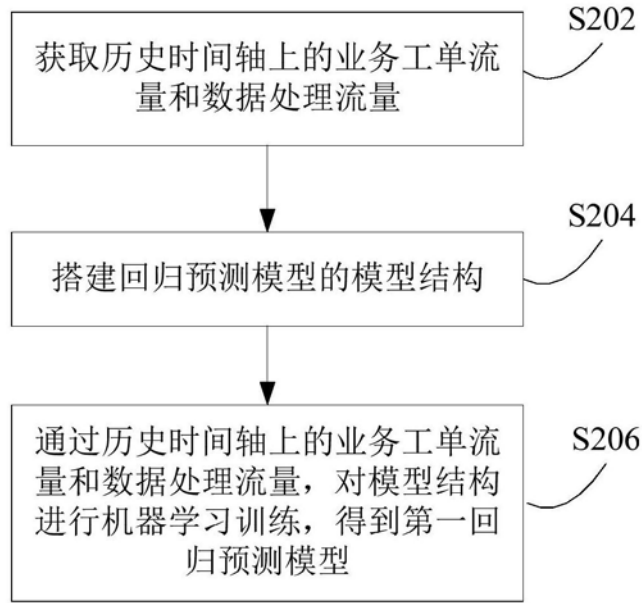 S202
获取历史时间轴上的业务工单流
量和数据处理流量
S204
搭建回归预测模型的模型结构
S206
通过历史时间轴上的业务工单流
量和数据处理流量，对模型结构
进行机器学习训练，得到第一回
归预测模型